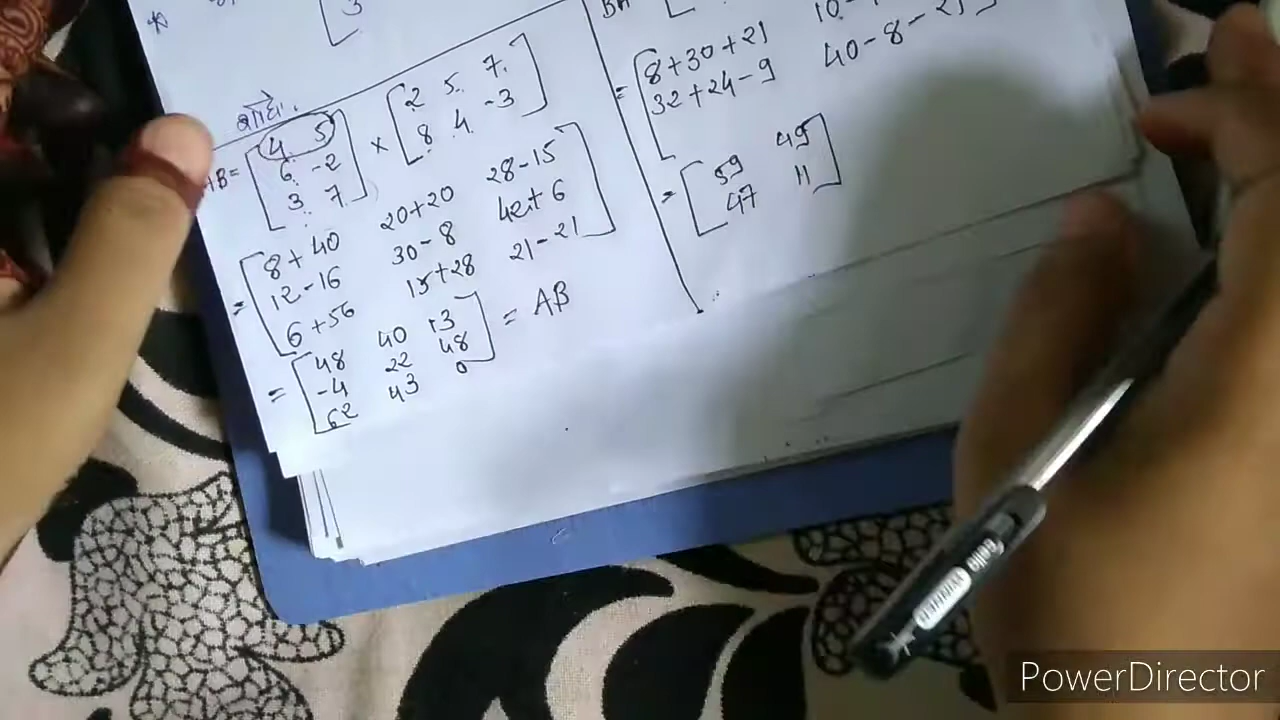 3
AB= [4 5 × [2 5 7
6 -2 8 4 -3]
3 7]
= [8+40 20+20 28-15
12-16 30-8 42+6
6+56 15+28 21-21]
= [48 40 13
-4 22 48
62 43 0] = AB
= [8+30+21
32+24-9 40-8-21]
= [59 49
47 11]
PowerDirector